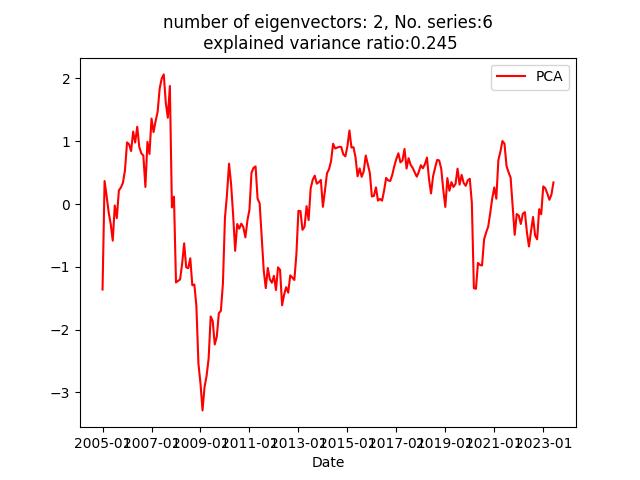 number of eigenvectors: 2, No. series:6
explained variance ratio:0.245
PCA
2
1
0
−1
−2
−3
2005-01 2007-01 2009-01 2011-01 2013-01 2015-01 2017-01 2019-01 2021-01 2023-01
Date